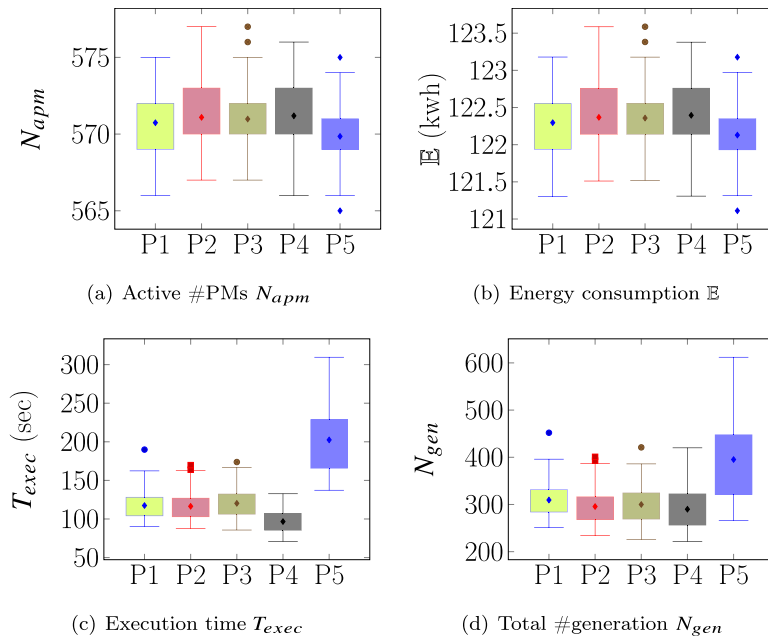 575
570
565
N_apm
P1 P2 P3 P4 P5
(a) Active #PMs N_apm
123.5
123
122.5
122
121.5
121
𝔼 (kwh)
P1 P2 P3 P4 P5
(b) Energy consumption 𝔼
300
250
200
150
100
50
T_exec (sec)
P1 P2 P3 P4 P5
(c) Execution time T_exec
600
400
300
200
N_gen
P1 P2 P3 P4 P5
(d) Total #generation N_gen